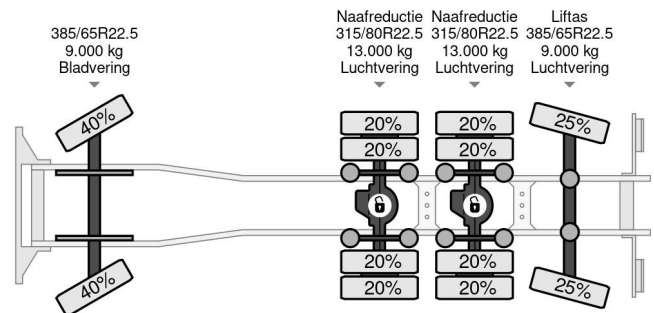 385/65R22.5
9.000 kg
Bladvering
Naafreductie
315/80R22.5
13.000 kg
Luchtvering
Naafreductie
315/80R22.5
13.000 kg
Luchtvering
Liftas
385/65R22.5
9.000 kg
Luchtvering
40%
20%
20%
25%
20%
20%
40%
20%
20%
25%
20%
20%